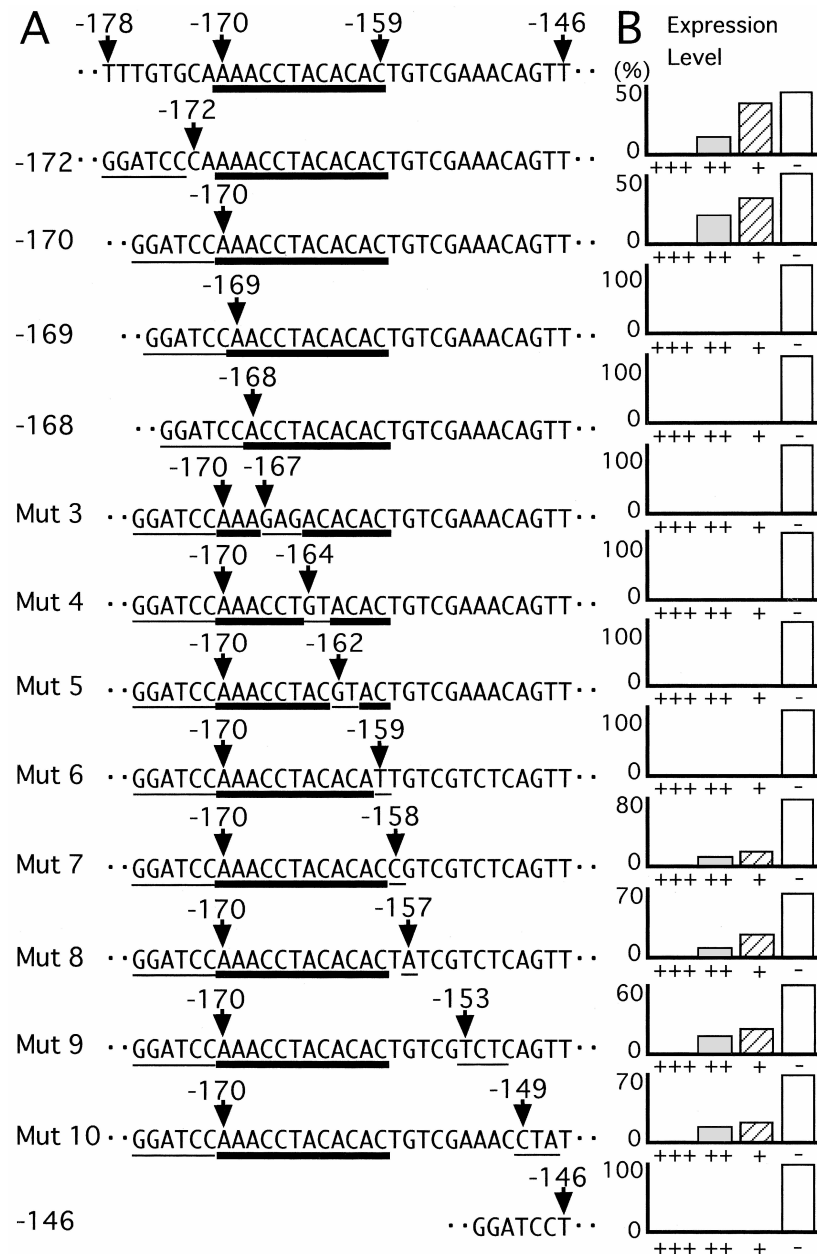 A -178 -170 -159 -146 B Expression Level
··TTTGTGCAAAACCTACACACTGTCGAAACAGTT·· (%) 50 0 +++ ++ + -
-172
-172 ··GGATCCCAAAACCTACACACTGTCGAAACAGTT·· 50 0 +++ ++ + -
-170
-170 ··GGATCCAAACCTACACACTGTCGAAACAGTT·· 100 0 +++ ++ + -
-169
-169 ··GGATCCAACCTACACACTGTCGAAACAGTT·· 100 0 +++ ++ + -
-168
-168 ··GGATCCACCTACACACTGTCGAAACAGTT·· 100 0 +++ ++ + -
-170 -167
Mut 3 ··GGATCCAAAGAGACACACTGTCGAAACAGTT·· 100 0 +++ ++ + -
-170 -164
Mut 4 ··GGATCCAAACCTGTACACTGTCGAAACAGTT·· 100 0 +++ ++ + -
-170 -162
Mut 5 ··GGATCCAAACCTACGTACTGTCGAAACAGTT·· 100 0 +++ ++ + -
-170 -159
Mut 6 ··GGATCCAAACCTACACATTGTCGTCTCAGTT·· 80 0 +++ ++ + -
-170 -158
Mut 7 ··GGATCCAAACCTACACACCGTCGTCTCAGTT·· 70 0 +++ ++ + -
-170 -157
Mut 8 ··GGATCCAAACCTACACACTATCGTCTCAGTT·· 60 0 +++ ++ + -
-170 -153
Mut 9 ··GGATCCAAACCTACACACTGTCGTCTCAGTT·· 70 0 +++ ++ + -
-170 -149
Mut 10 ··GGATCCAAACCTACACACTGTCGAAACCTAT·· 100 0 +++ ++ + -
-146
-146 ··GGATCCT··